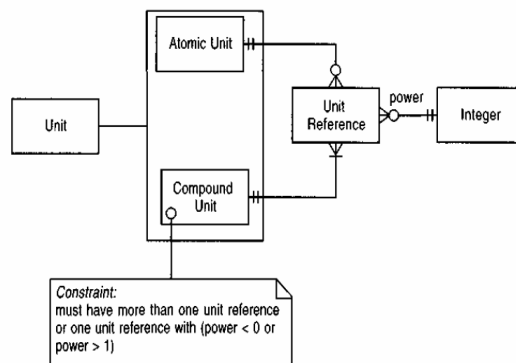 Atomic Unit
Unit
Compound
Unit
power
Unit
Reference
Integer
Constraint:
must have more than one unit reference
or one unit reference with (power < 0 or
power > 1)